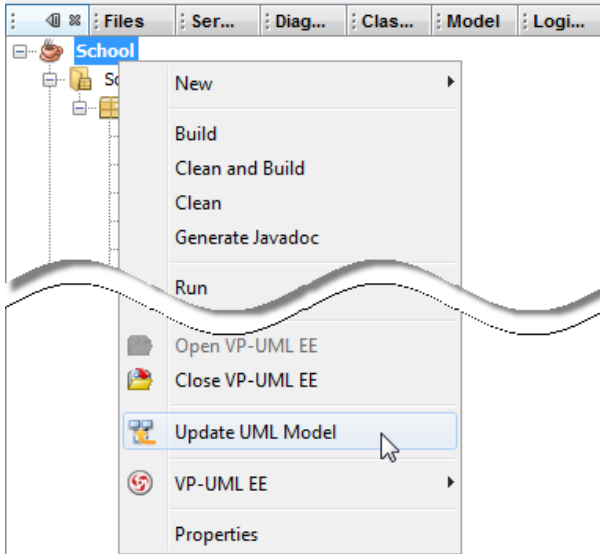 Files Ser... Diag... Clas... Model Logi...
School
Sc
New
Build
Clean and Build
Clean
Generate Javadoc
Run
Open VP-UML EE
Close VP-UML EE
Update UML Model
VP-UML EE
Properties